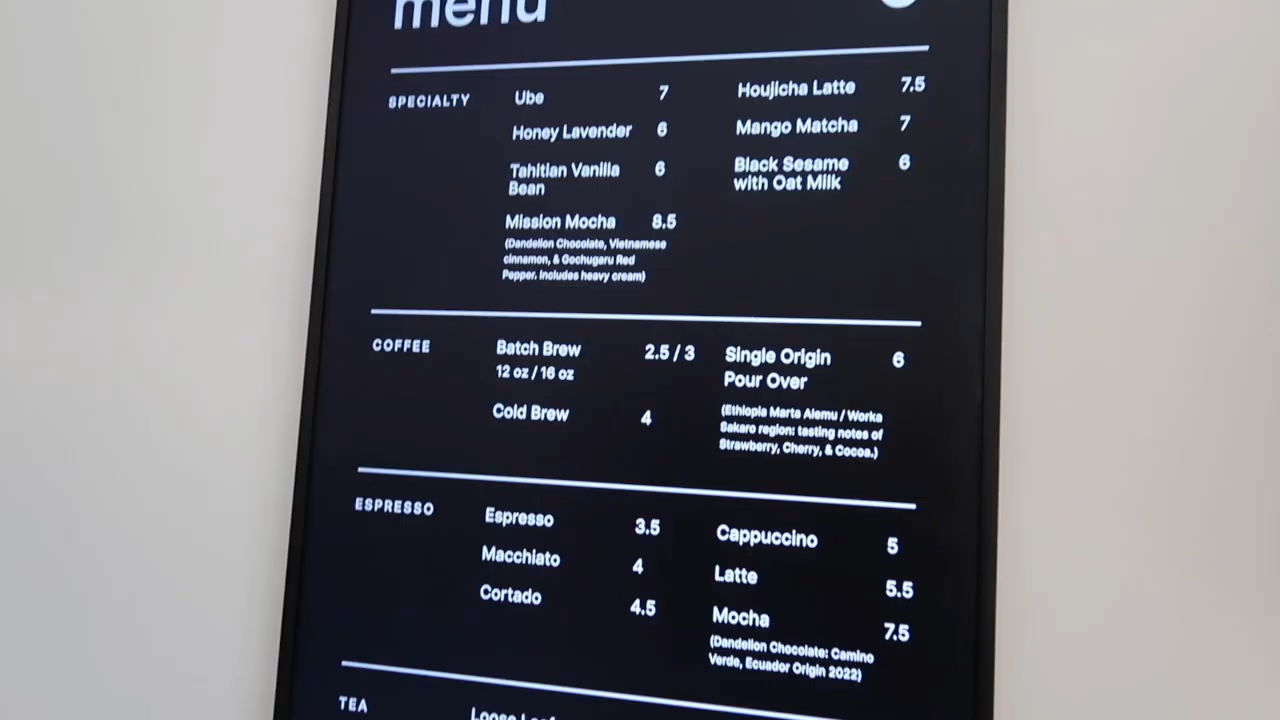 menu
SPECIALTY
Ube 7
Honey Lavender 6
Tahitian Vanilla 6
Bean
Mission Mocha 8.5
(Dandelion Chocolate, Vietnamese
cinnamon, & Gochugaru Red
Pepper. Includes heavy cream)
Houjicha Latte 7.5
Mango Matcha 7
Black Sesame 6
with Oat Milk
COFFEE
Batch Brew 2.5 / 3
12 oz / 16 oz
Cold Brew 4
Single Origin 6
Pour Over
(Ethiopia Marta Alemu / Worka
Sakaro region: tasting notes of
Strawberry, Cherry, & Cocoa.)
ESPRESSO
Espresso 3.5
Macchiato 4
Cortado 4.5
Cappuccino 5
Latte 5.5
Mocha 7.5
(Dandelion Chocolate: Camino
Verde, Ecuador Origin 2022)
TEA
Loose Leaf